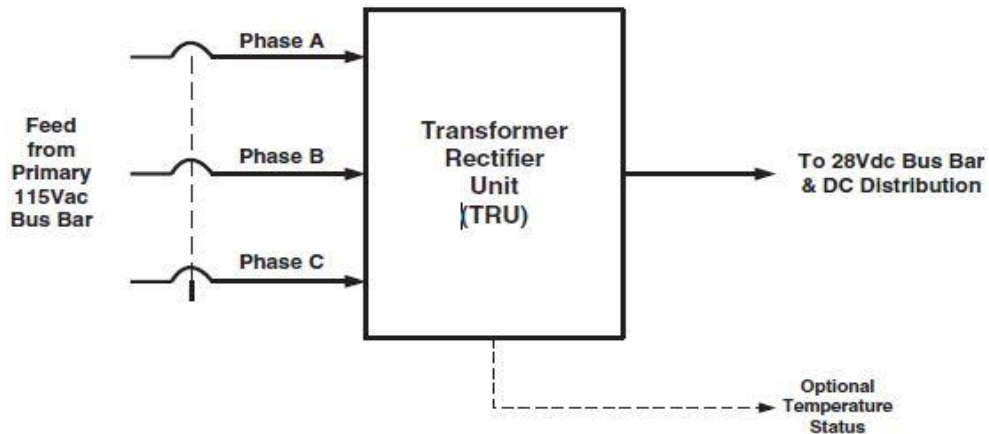 Phase A
Feed
from
Primary
115Vac
Bus Bar
Phase B
Phase C
Transformer
Rectifier
Unit
(TRU)
To 28Vdc Bus Bar
& DC Distribution
Optional
Temperature
Status